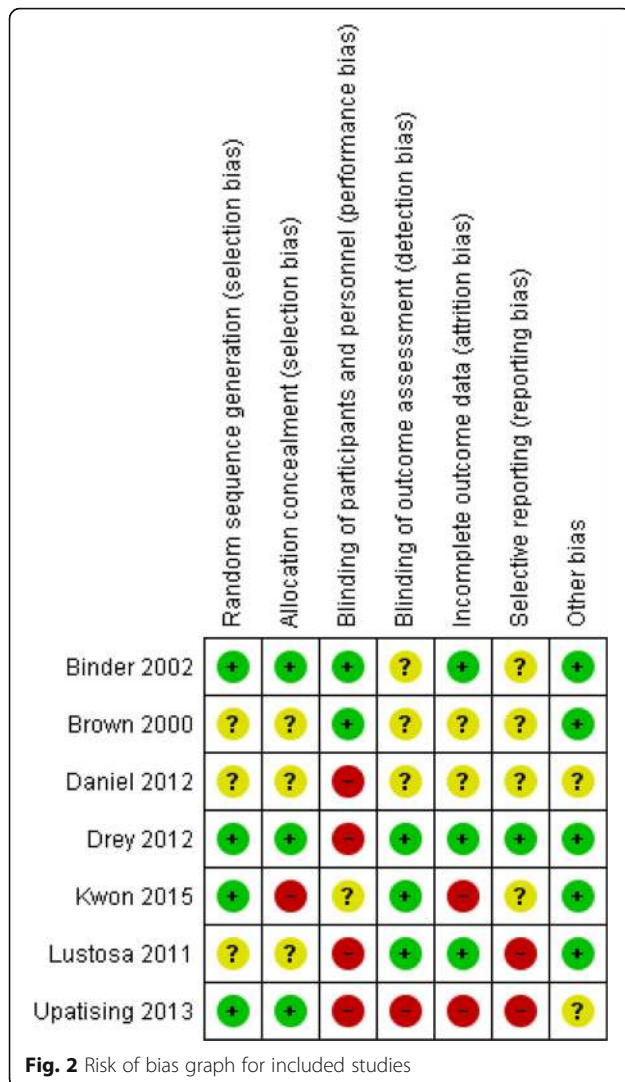 Random sequence generation (selection bias)
Allocation concealment (selection bias)
Blinding of participants and personnel (performance bias)
Blinding of outcome assessment (detection bias)
Incomplete outcome data (attrition bias)
Selective reporting (reporting bias)
Other bias
Binder 2002 + + + ? + ? +
Brown 2000 ? ? + ? ? ? +
Daniel 2012 ? ? - ? ? ? ?
Drey 2012 + + - + + + +
Kwon 2015 + - ? + - ? +
Lustosa 2011 ? ? - + + - +
Upatising 2013 + + - - - - ?
Fig. 2 Risk of bias graph for included studies